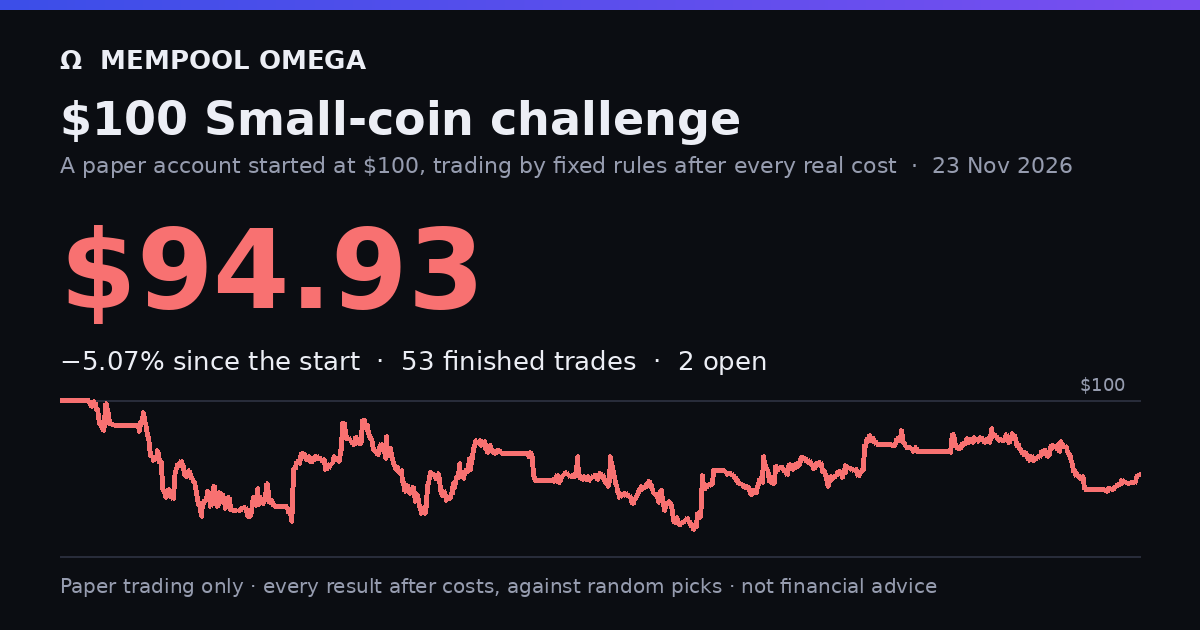 Ω MEMPOOL OMEGA
$100 Small-coin challenge
A paper account started at $100, trading by fixed rules after every real cost · 23 Nov 2026
$94.93
−5.07% since the start · 53 finished trades · 2 open
$100
Paper trading only · every result after costs, against random picks · not financial advice